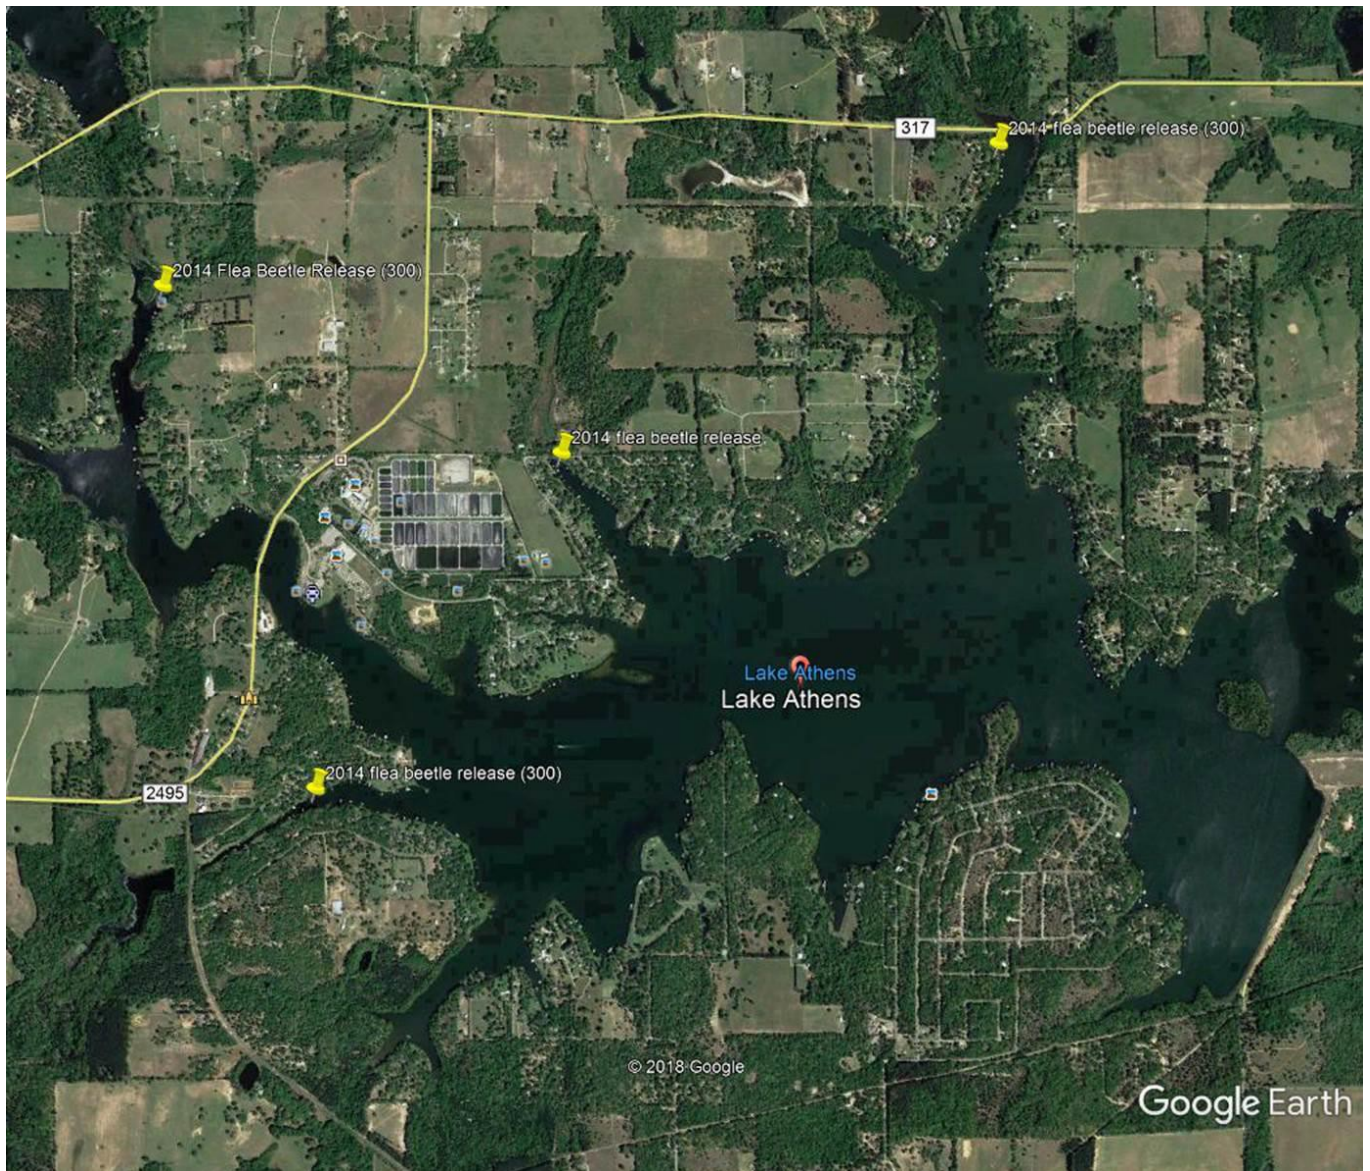 317
2014 flea beetle release (300)
2014 Flea Beetle Release (300)
2014 flea beetle release
Lake Athens
Lake Athens
2014 flea beetle release (300)
2495
© 2018 Google
Google Earth